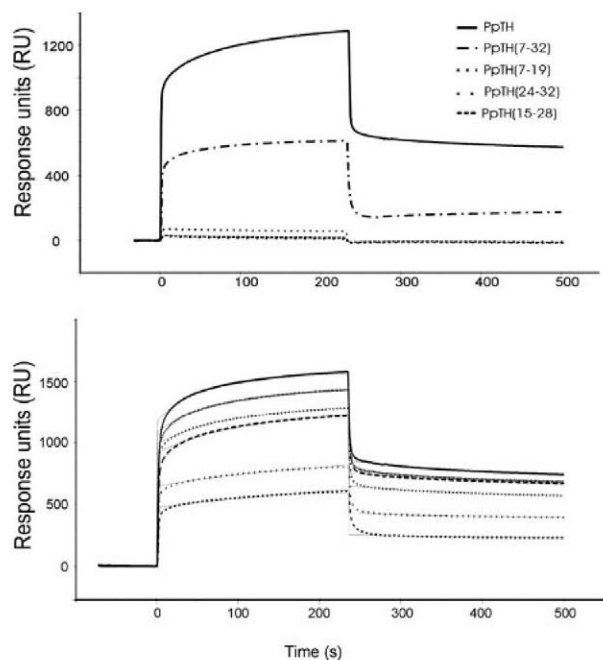 Response units (RU)
1200
800
400
0
0
100
200
300
400
500
PpTH
PpTH(7-32)
PpTH(7-19)
PpTH(24-32)
PpTH(15-28)
Response units (RU)
1500
1000
500
0
0
100
200
300
400
500
Time (s)